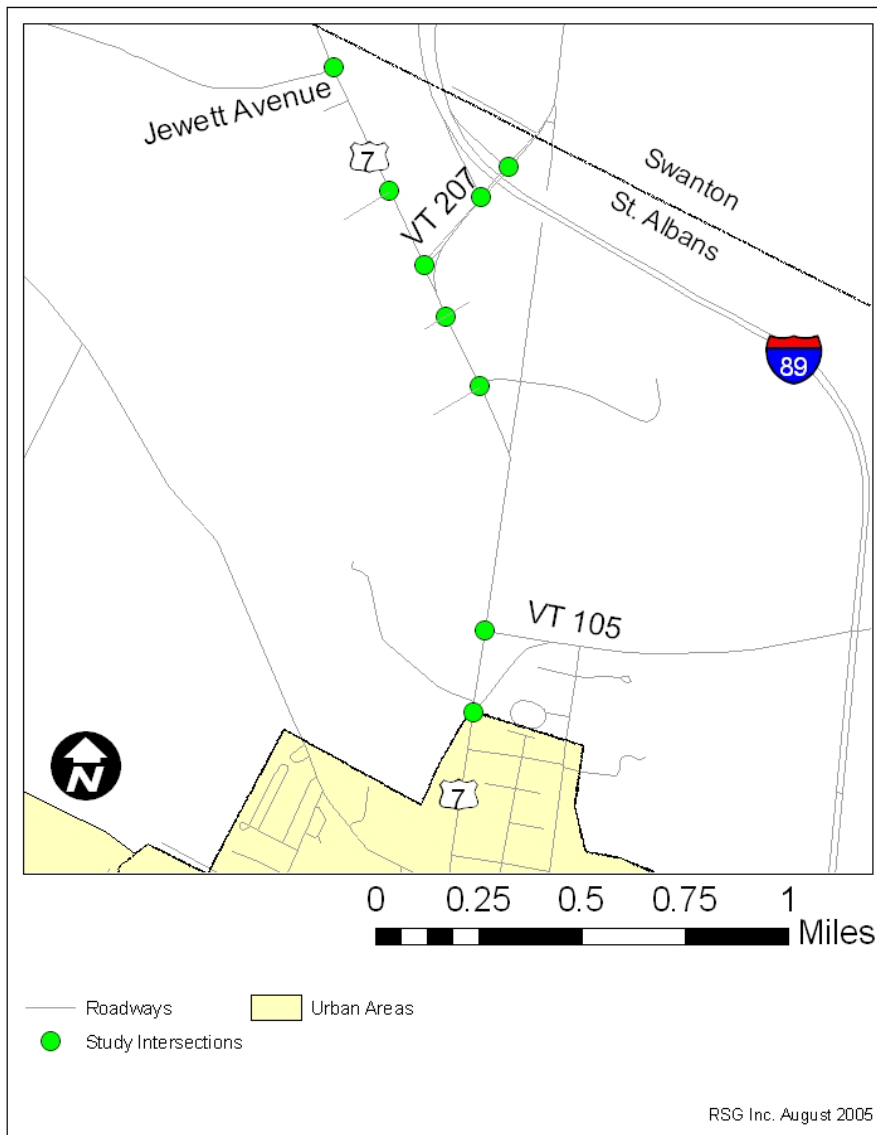 Jewett Avenue
7
VT 207
Swanton
St. Albans
89
VT 105
N
7
0 0.25 0.5 0.75 1
Miles
Roadways
Urban Areas
Study Intersections
RSG Inc. August 2005